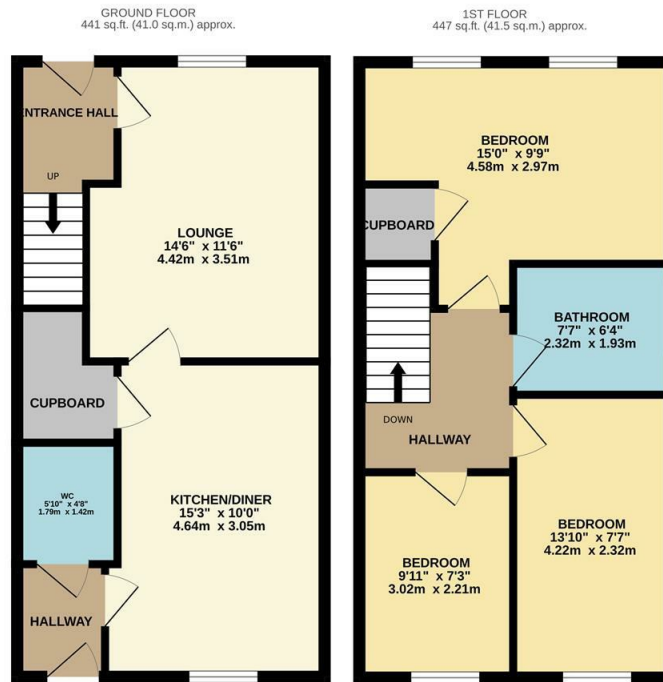 GROUND FLOOR
441 sq.ft. (41.0 sq.m.) approx.
ENTRANCE HALL
UP
LOUNGE
14'6" x 11'6"
4.42m x 3.51m
CUPBOARD
WC
5'10" x 4'8"
1.79m x 1.42m
KITCHEN/DINER
15'3" x 10'0"
4.64m x 3.05m
HALLWAY
1ST FLOOR
447 sq.ft. (41.5 sq.m.) approx.
BEDROOM
15'0" x 9'9"
4.58m x 2.97m
CUPBOARD
BATHROOM
7'7" x 6'4"
2.32m x 1.93m
DOWN
HALLWAY
BEDROOM
9'11" x 7'3"
3.02m x 2.21m
BEDROOM
13'10" x 7'7"
4.22m x 2.32m